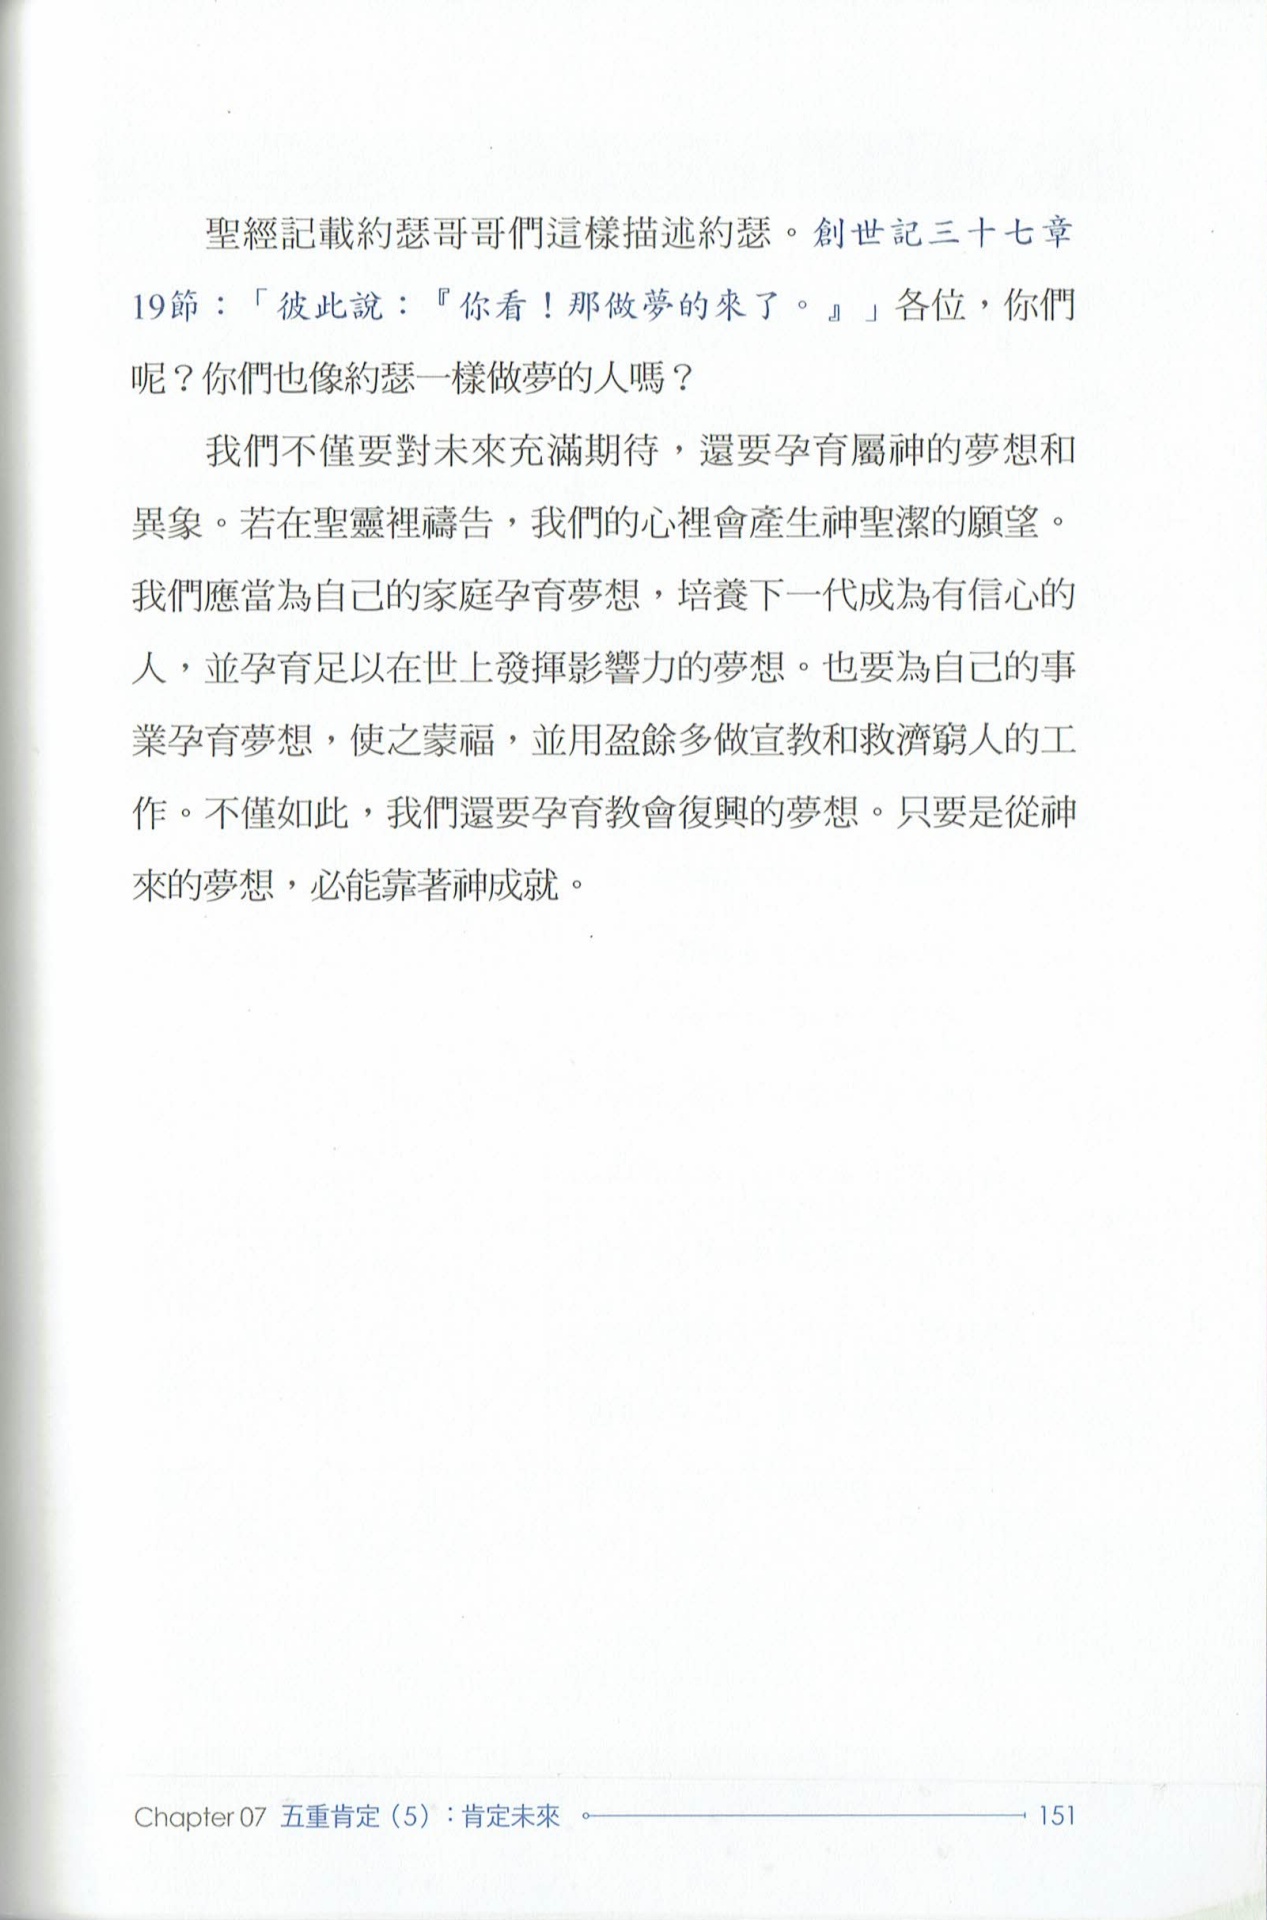 聖經記載約瑟哥哥們這樣描述約瑟。創世記三十七章
19節：「彼此說：『你看！那做夢的來了。』」各位，你們
呢？你們也像約瑟一樣做夢的人嗎？
我們不僅要對未來充滿期待，還要孕育屬神的夢想和
異象。若在聖靈裡禱告，我們的心裡會產生神聖潔的願望。
我們應當為自己的家庭孕育夢想，培養下一代成為有信心的
人，並孕育足以在世上發揮影響力的夢想。也要為自己的事
業孕育夢想，使之蒙福，並用盈餘多做宣教和救濟窮人的工
作。不僅如此，我們還要孕育教會復興的夢想。只要是從神
來的夢想，必能靠著神成就。
Chapter 07 五重肯定（5）：肯定未來 151